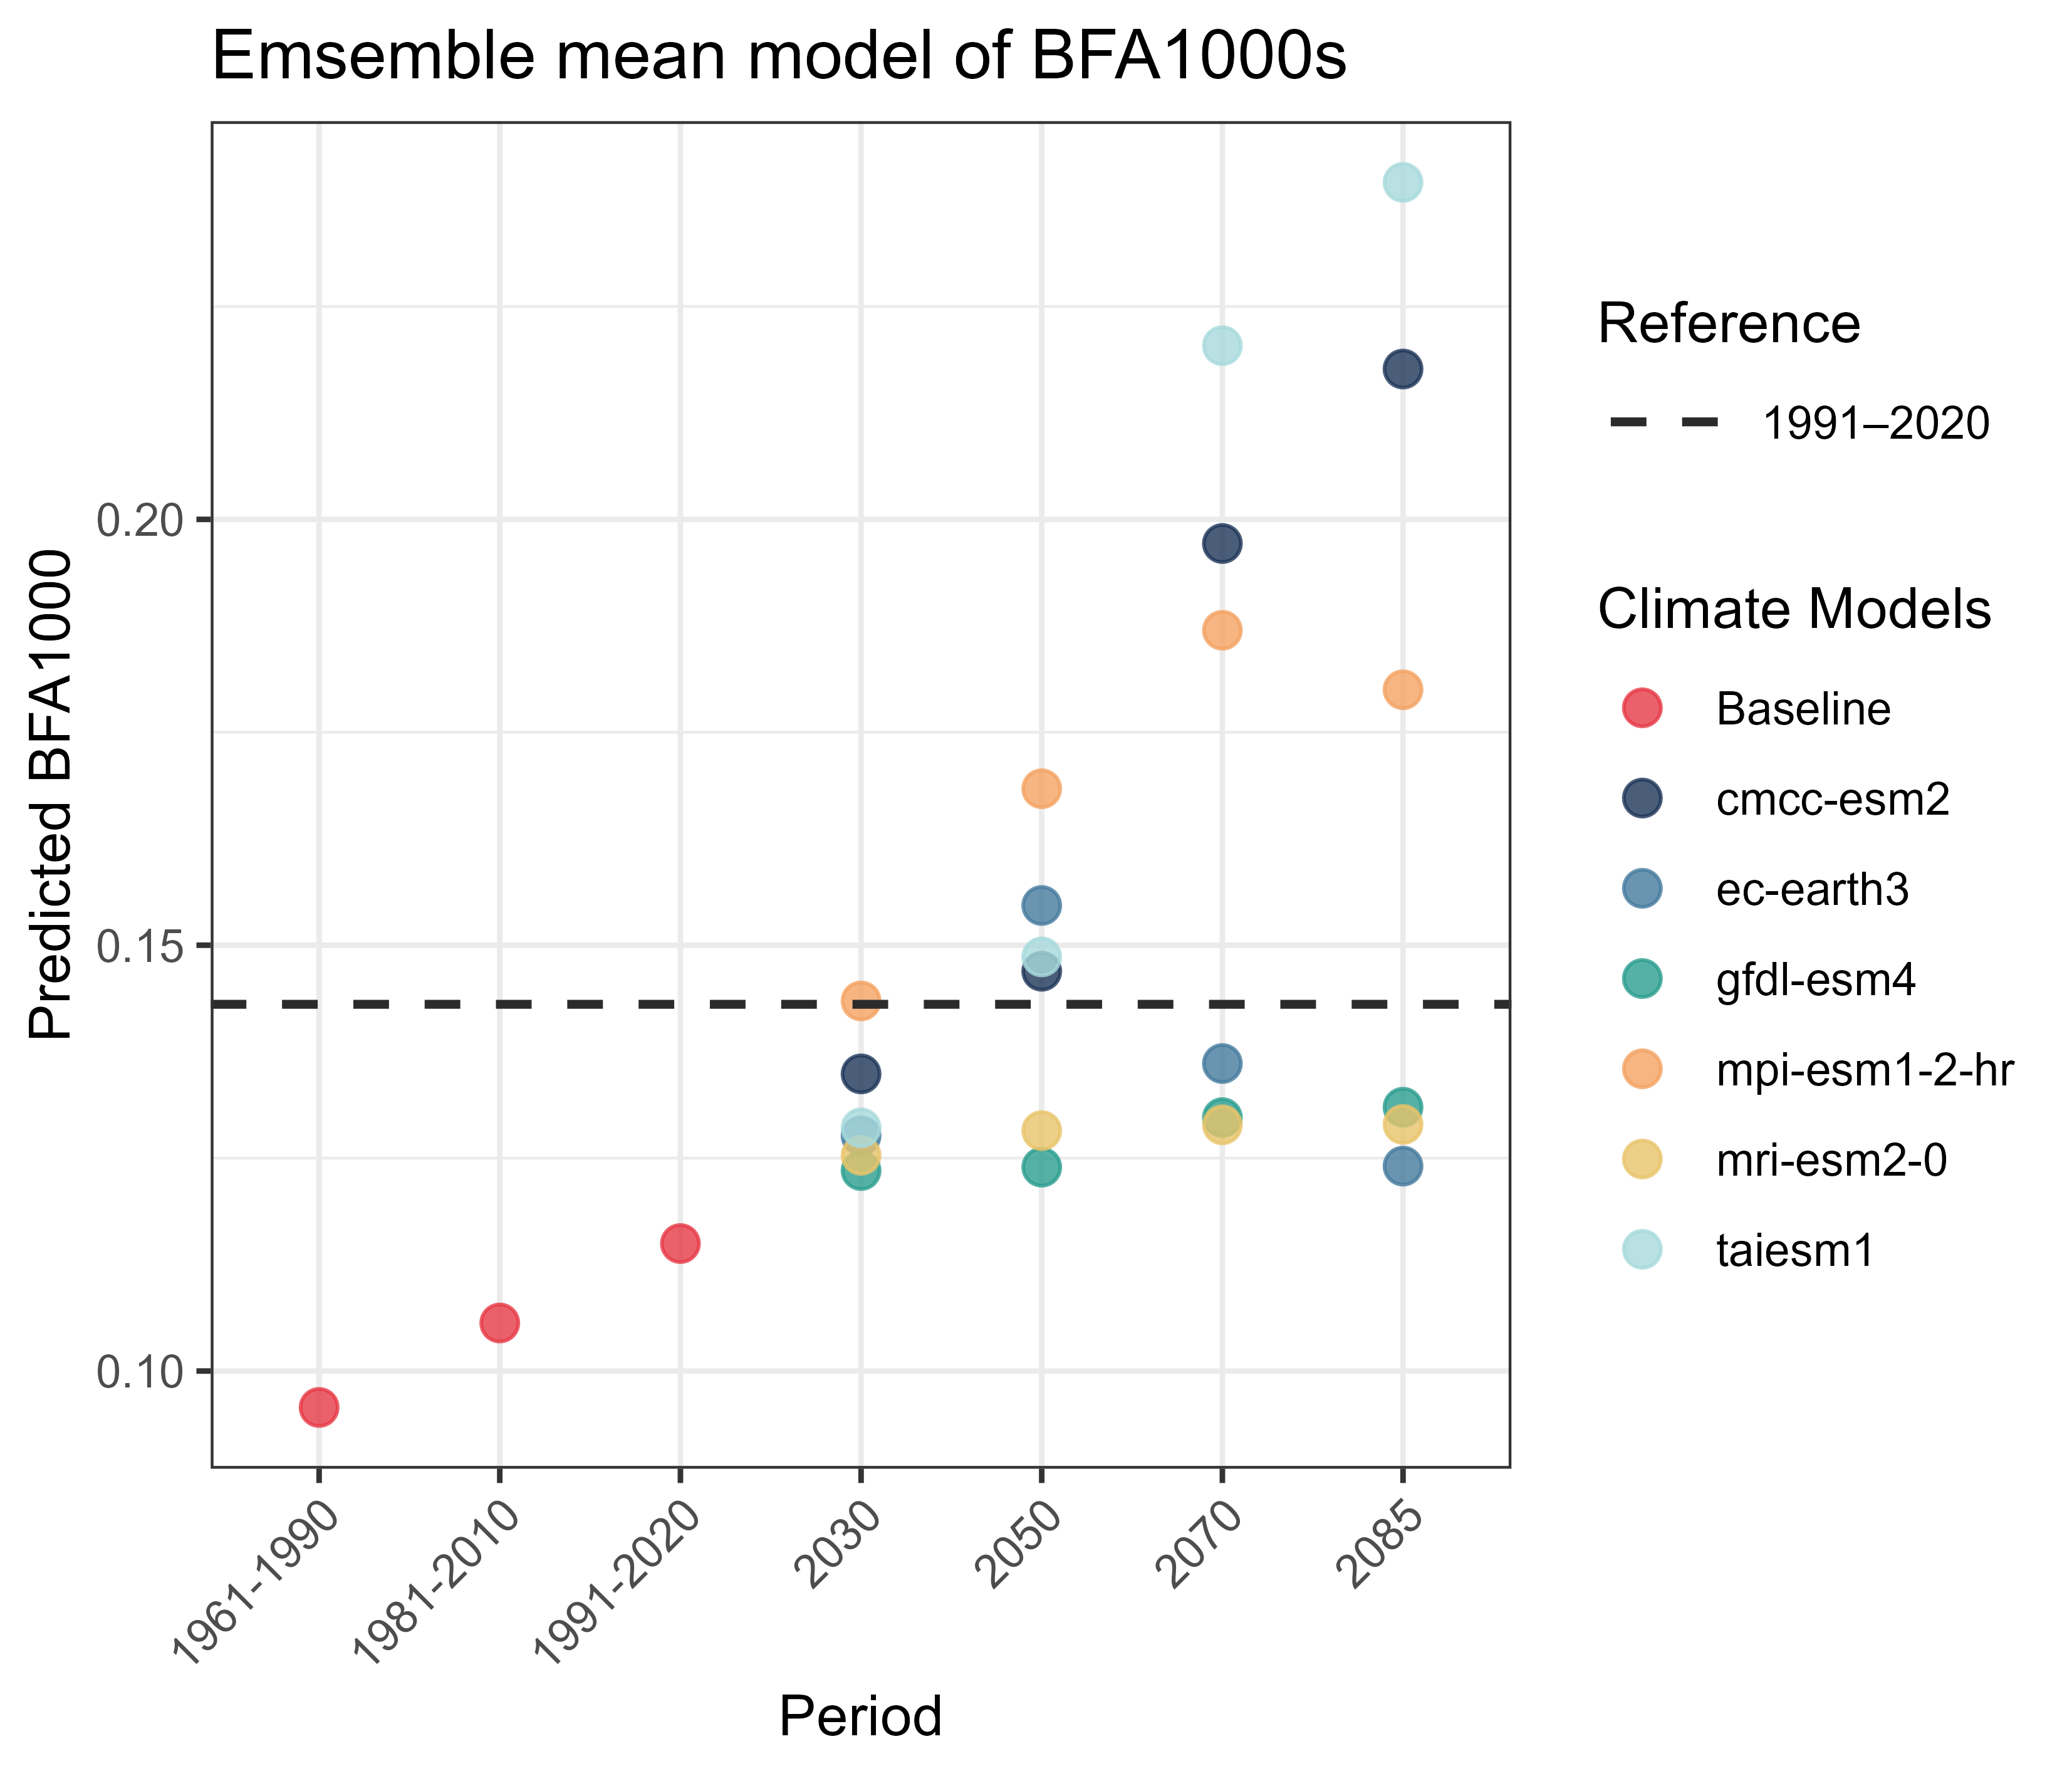 Emsemble mean model of BFA1000s
Predicted BFA1000
0.20
0.15
0.10
1961-1990
1981-2010
1991-2020
2030
2050
2070
2085
Period
Reference
1991–2020
Climate Models
Baseline
cmcc-esm2
ec-earth3
gfdl-esm4
mpi-esm1-2-hr
mri-esm2-0
taiesm1